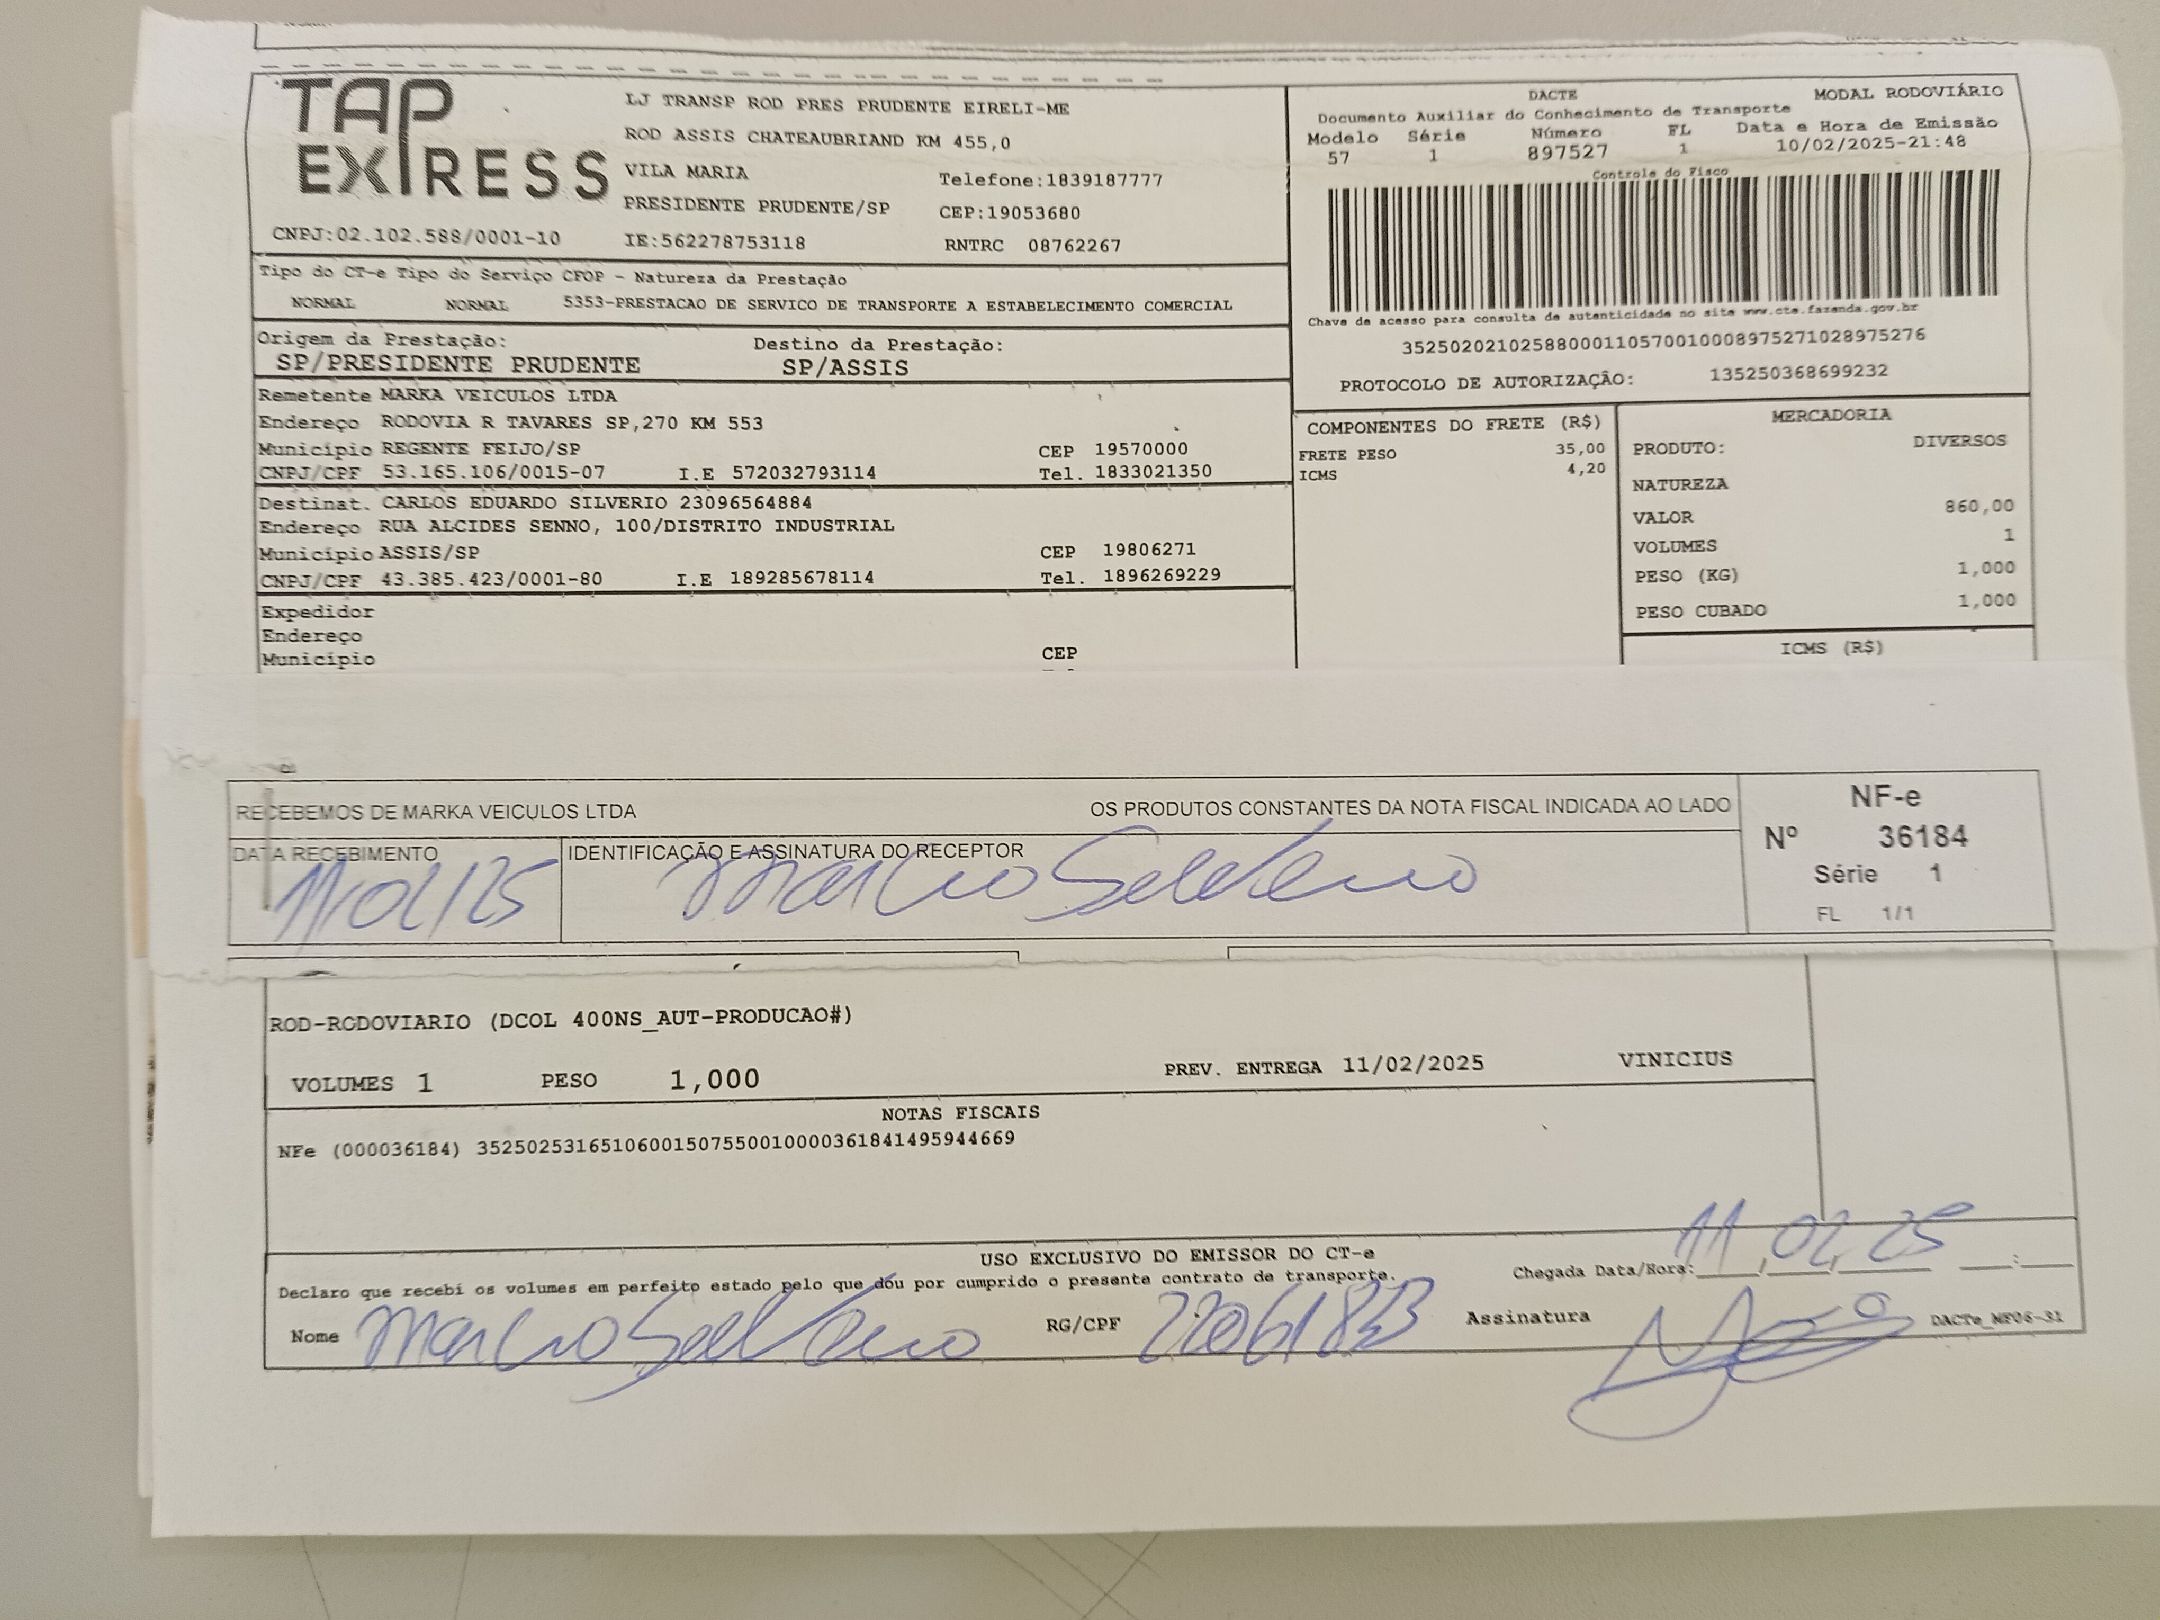 TAP
EXPRESS
CNPJ:02.102.588/0001-10
LJ TRANSP ROD PRES PRUDENTE EIRELI-ME
ROD ASSIS CHATEAUBRIAND KM 455,0
VILA MARIA Telefone:1839187777
PRESIDENTE PRUDENTE/SP CEP:19053680
IE:562278753118 RNTRC 08762267
DACTE MODAL RODOVIÁRIO
Documento Auxiliar do Conhecimento de Transporte
Modelo Série Número FL Data e Hora de Emissão
57 1 897527 1 10/02/2025-21:48
Controle do Fisco
Chave de acesso para consulta de autenticidade no site www.cte.fazenda.gov.br
35250202102588000110570010008975271028975276
PROTOCOLO DE AUTORIZAÇÃO: 135250368699232
Tipo do CT-e Tipo do Serviço CFOP - Natureza da Prestação
NORMAL NORMAL 5353-PRESTACAO DE SERVICO DE TRANSPORTE A ESTABELECIMENTO COMERCIAL
Origem da Prestação: Destino da Prestação:
SP/PRESIDENTE PRUDENTE SP/ASSIS
Remetente MARKA VEICULOS LTDA
Endereço RODOVIA R TAVARES SP,270 KM 553
Município REGENTE FEIJO/SP CEP 19570000
CNPJ/CPF 53.165.106/0015-07 I.E 572032793114 Tel. 1833021350
Destinat. CARLOS EDUARDO SILVERIO 23096564884
Endereço RUA ALCIDES SENNO, 100/DISTRITO INDUSTRIAL
Município ASSIS/SP CEP 19806271
CNPJ/CPF 43.385.423/0001-80 I.E 189285678114 Tel. 1896269229
Expedidor
Endereço
Município CEP
COMPONENTES DO FRETE (R$)
FRETE PESO 35,00
ICMS 4,20
MERCADORIA
PRODUTO: DIVERSOS
NATUREZA
VALOR 860,00
VOLUMES 1
PESO (KG) 1,000
PESO CUBADO 1,000
ICMS (R$)
RECEBEMOS DE MARKA VEICULOS LTDA OS PRODUTOS CONSTANTES DA NOTA FISCAL INDICADA AO LADO
DATA RECEBIMENTO IDENTIFICAÇÃO E ASSINATURA DO RECEPTOR
11/02/25 Marcio
NF-e
Nº 36184
Série 1
FL 1/1
ROD-RODOVIARIO (DCOL 400NS_AUT-PRODUCAO#)
VOLUMES 1 PESO 1,000 PREV. ENTREGA 11/02/2025 VINICIUS
NOTAS FISCAIS
NFe (000036184) 35250253165106001507550010000361841495944669
USO EXCLUSIVO DO EMISSOR DO CT-e
Declaro que recebi os volumes em perfeito estado pelo que dou por cumprido o presente contrato de transporte.
Chegada Data/Hora: 11,02,25 :
Nome Marcio RG/CPF Assinatura DACTe_MF06-31